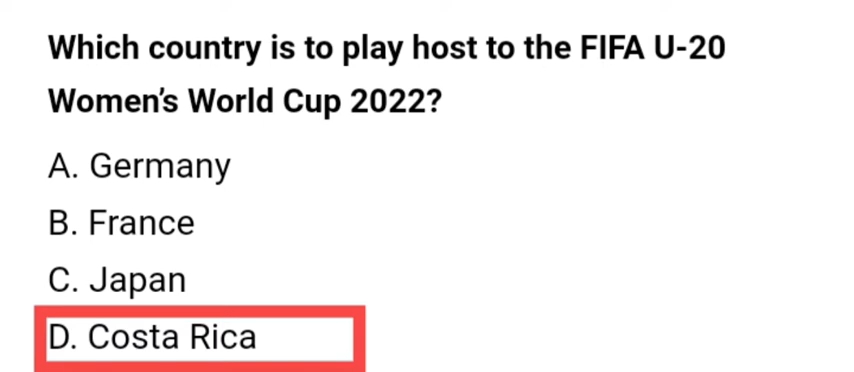 Which country is to play host to the FIFA U-20
Women’s World Cup 2022?
A. Germany
B. France
C. Japan
D. Costa Rica